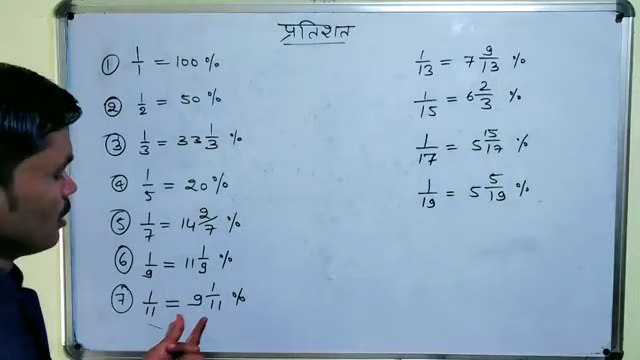 प्रतिशत
① 1/1 = 100 %
② 1/2 = 50 %
③ 1/3 = 33 1/3 %
④ 1/5 = 20 %
⑤ 1/7 = 14 2/7 %
⑥ 1/9 = 11 1/9 %
⑦ 1/11 = 9 1/11 %
1/13 = 7 9/13 %
1/15 = 6 2/3 %
1/17 = 5 15/17 %
1/19 = 5 5/19 %